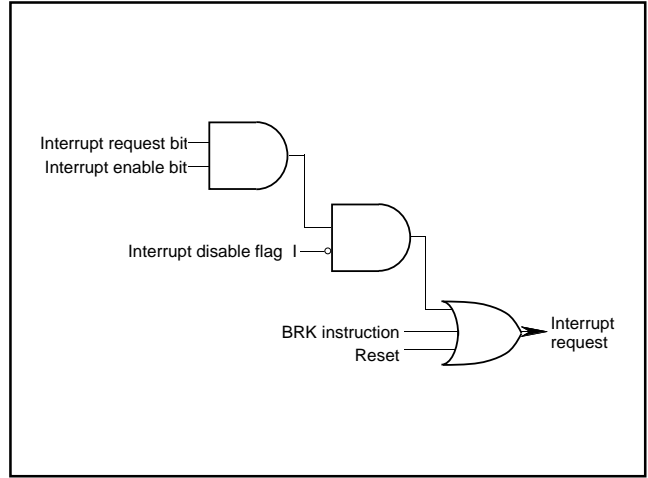 Interrupt request bit
Interrupt enable bit
Interrupt disable flag I
BRK instruction
Reset
Interrupt
request